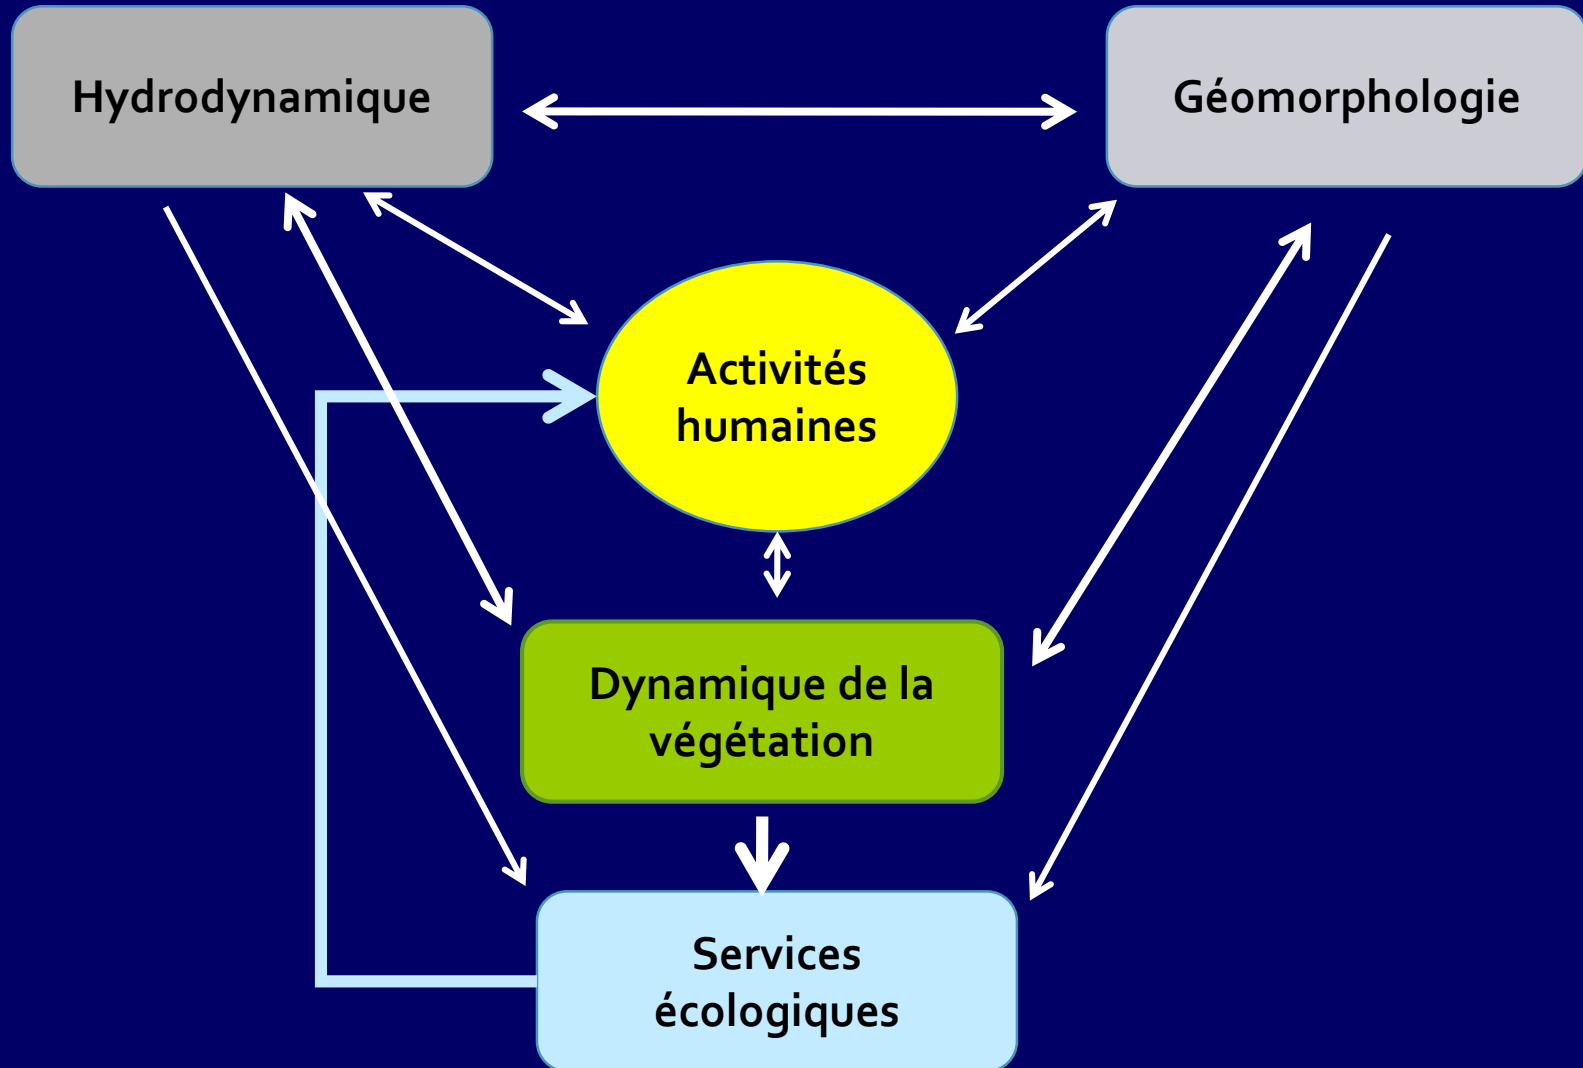 Hydrodynamique
Géomorphologie
Activités
humaines
Dynamique de la
végétation
Services
écologiques